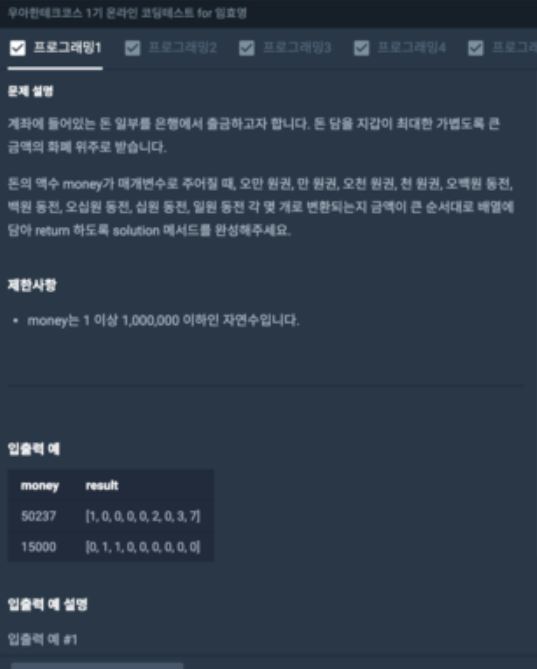 우아한테크코스 1기 온라인 코딩테스트 for 임효영
프로그래밍1 프로그래밍2 프로그래밍3 프로그래밍4 프로그래
문제 설명
계좌에 들어있는 돈 일부를 은행에서 출금하고자 합니다. 돈 담을 지갑이 최대한 가볍도록 큰
금액의 화폐 위주로 받습니다.
돈의 액수 money가 매개변수로 주어질 때, 오만 원권, 만 원권, 오천 원권, 천 원권, 오백원 동전,
백원 동전, 오십원 동전, 십원 동전, 일원 동전 각 몇 개로 변환되는지 금액이 큰 순서대로 배열에
담아 return 하도록 solution 메서드를 완성해주세요.
제한사항
• money는 1 이상 1,000,000 이하인 자연수입니다.
입출력 예
money result
50237 [1, 0, 0, 0, 0, 2, 0, 3, 7]
15000 [0, 1, 1, 0, 0, 0, 0, 0, 0]
입출력 예 설명
입출력 예 #1